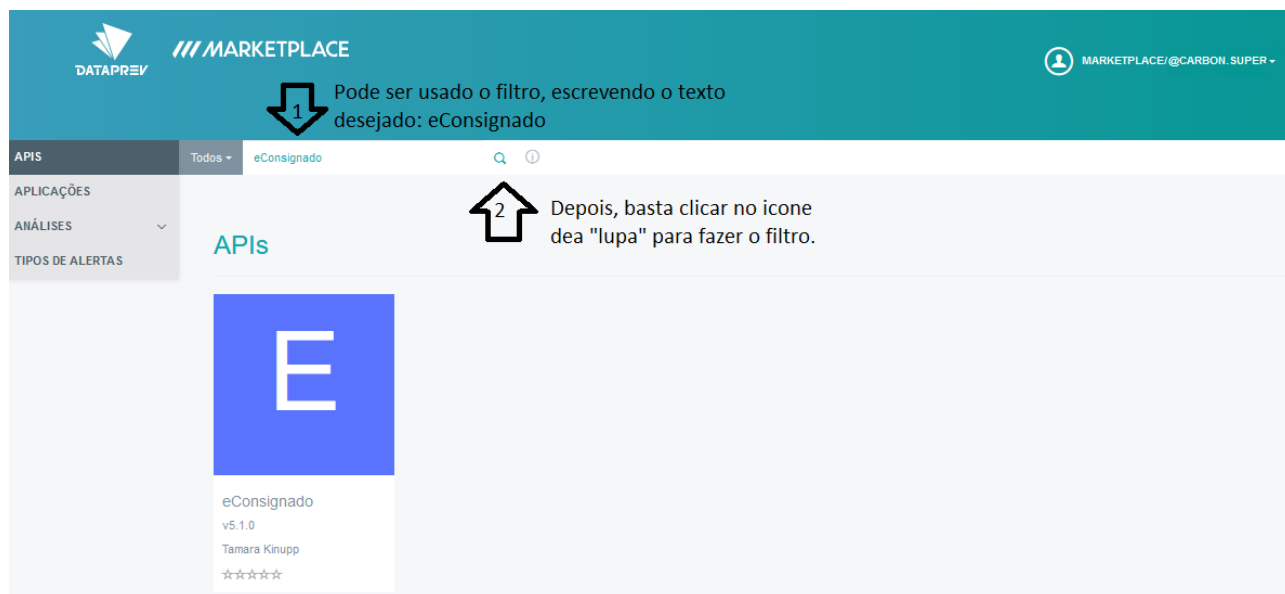 DATAPREV
MARKETPLACE
MARKETPLACE/@CARBON.SUPER
1
Pode ser usado o filtro, escrevendo o texto
desejado: eConsignado
APIS
Todos
eConsignado
APLICAÇÕES
ANÁLISES
TIPOS DE ALERTAS
2
Depois, basta clicar no icone
dea "lupa" para fazer o filtro.
APIs
E
eConsignado
v5.1.0
Tamara Kinupp